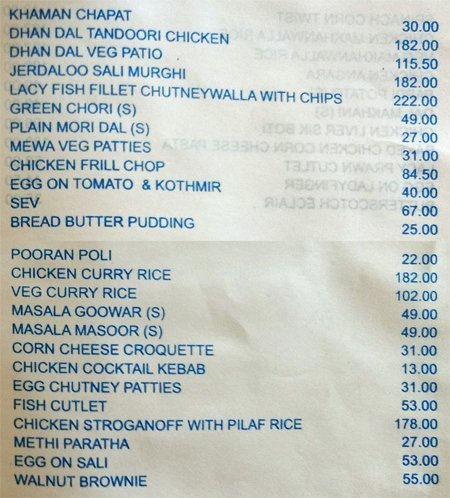 KHAMAN CHAPAT 30.00
DHAN DAL TANDOORI CHICKEN 182.00
DHAN DAL VEG PATIO 115.50
JERDALOO SALI MURGHI 182.00
LACY FISH FILLET CHUTNEYWALLA WITH CHIPS 222.00
GREEN CHORI (S) 49.00
PLAIN MORI DAL (S) 27.00
MEWA VEG PATTIES 31.00
CHICKEN FRILL CHOP 84.50
EGG ON TOMATO & KOTHMIR 40.00
SEV 67.00
BREAD BUTTER PUDDING 25.00
POORAN POLI 22.00
CHICKEN CURRY RICE 182.00
VEG CURRY RICE 102.00
MASALA GOOWAR (S) 49.00
MASALA MASOOR (S) 49.00
CORN CHEESE CROQUETTE 31.00
CHICKEN COCKTAIL KEBAB 13.00
EGG CHUTNEY PATTIES 31.00
FISH CUTLET 53.00
CHICKEN STROGANOFF WITH PILAF RICE 178.00
METHI PARATHA 27.00
EGG ON SALI 53.00
WALNUT BROWNIE 55.00